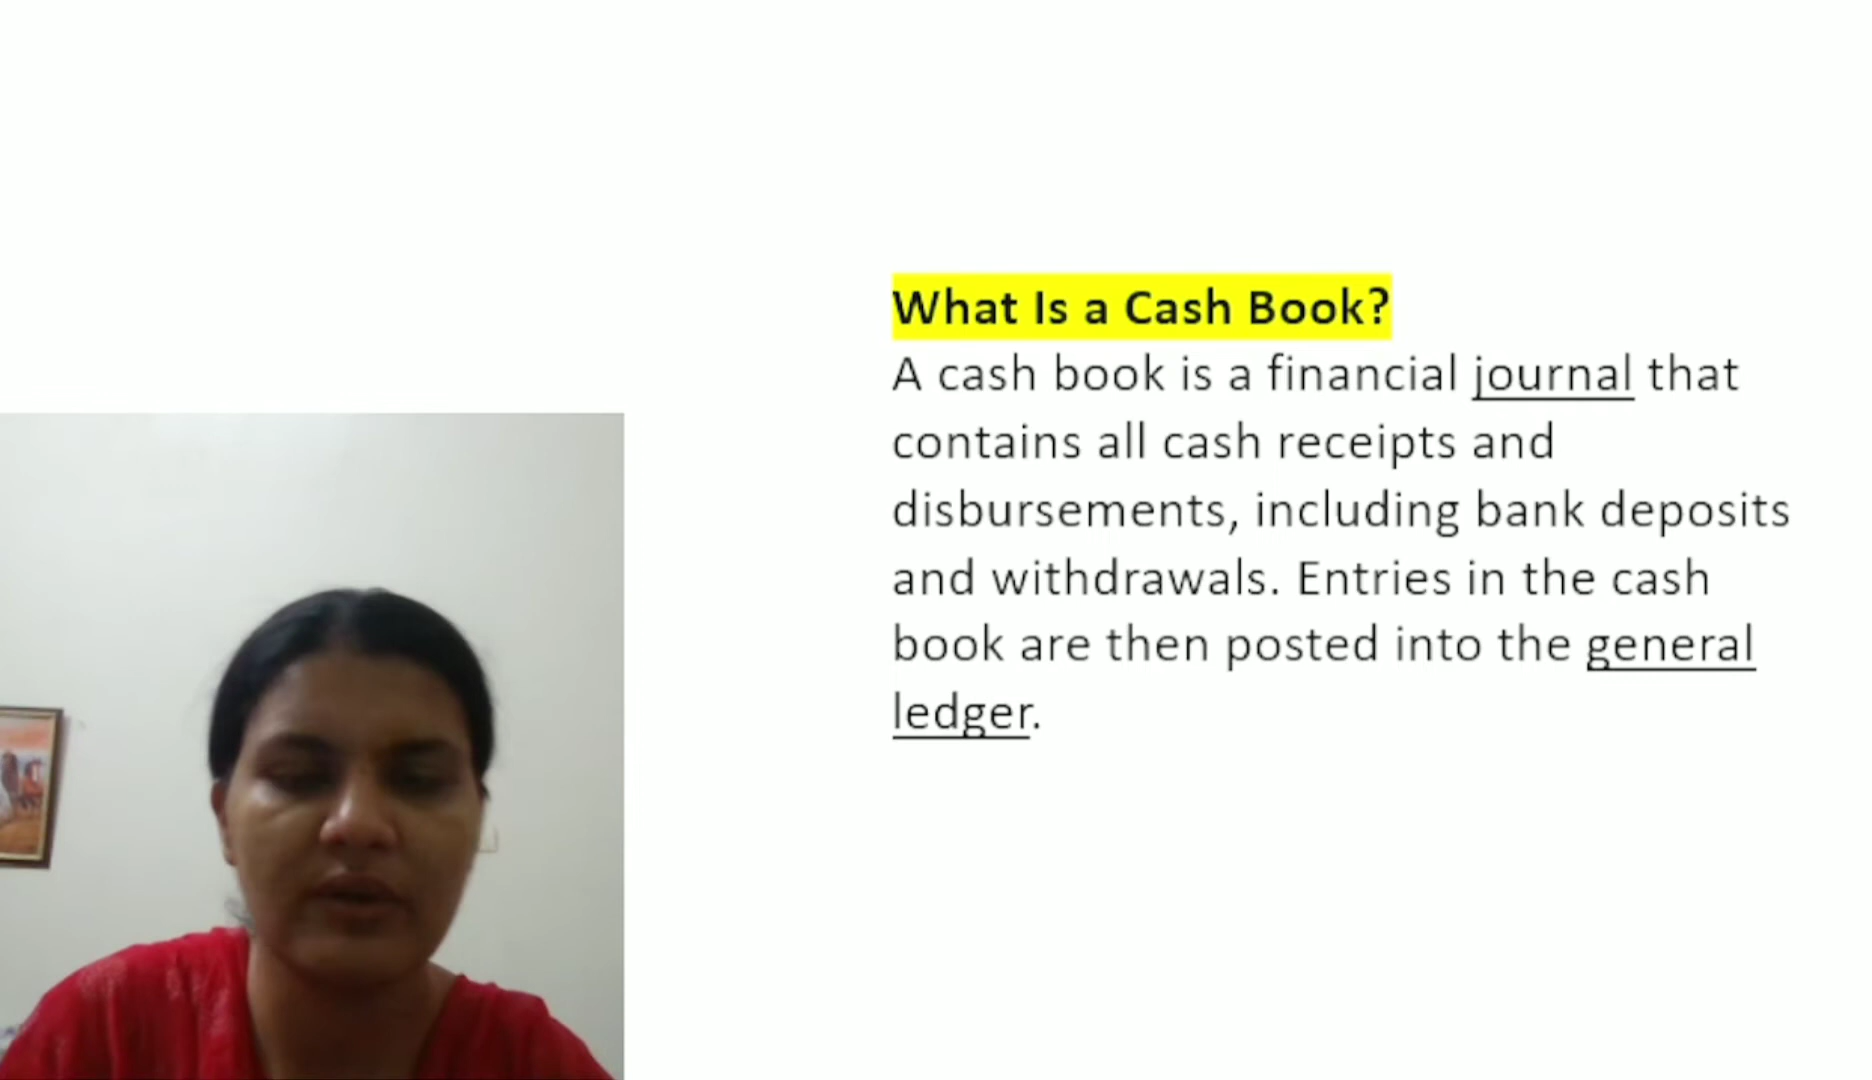 What Is a Cash Book?
A cash book is a financial journal that
contains all cash receipts and
disbursements, including bank deposits
and withdrawals. Entries in the cash
book are then posted into the general
ledger.